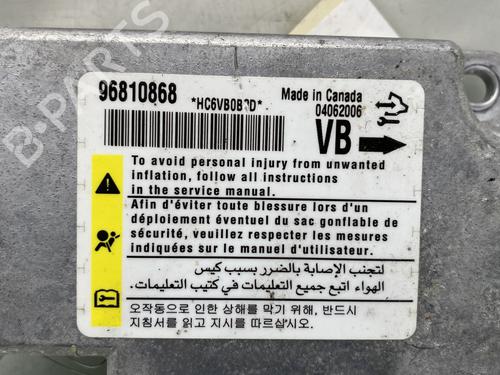 96810868
*HC6VB0B3D*
Made in Canada
04062006
VB
To avoid personal injury from unwanted
inflation, follow all instructions
in the service manual.
Afin d'éviter toute blessure lors d'un
déploiement éventuel du sac gonflable de
sécurité, veuillez respecter les mesures
indiquées sur le manuel d'utilisateur.
لتجنب الإصابة بالضرر بسبب كيس
الهواء اتبع جميع التعليمات في كتيب التعليمات.
오작동으로 인한 상해를 막기 위해, 반드시
지침서를 읽고 지시를 따르십시오.
B-PARTS